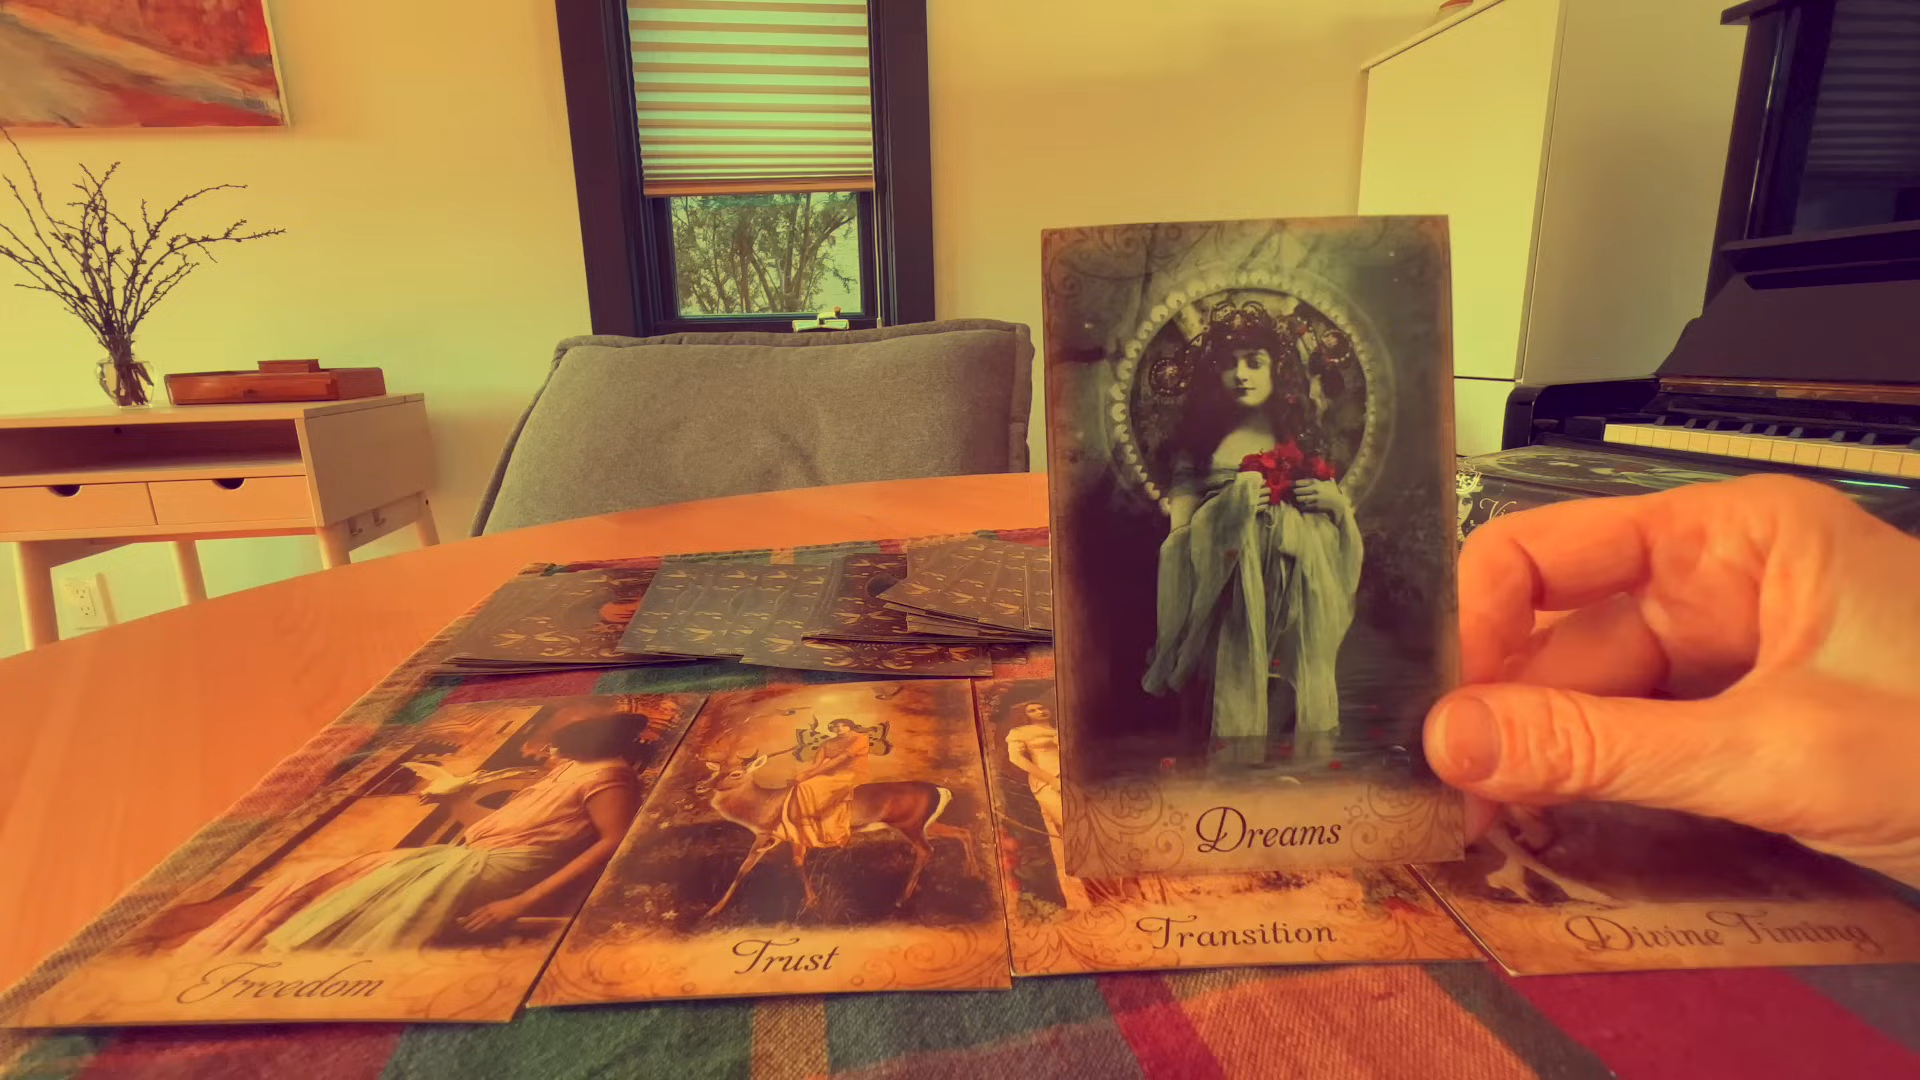 Dreams
Freedom
Trust
Transition
Divine Timing